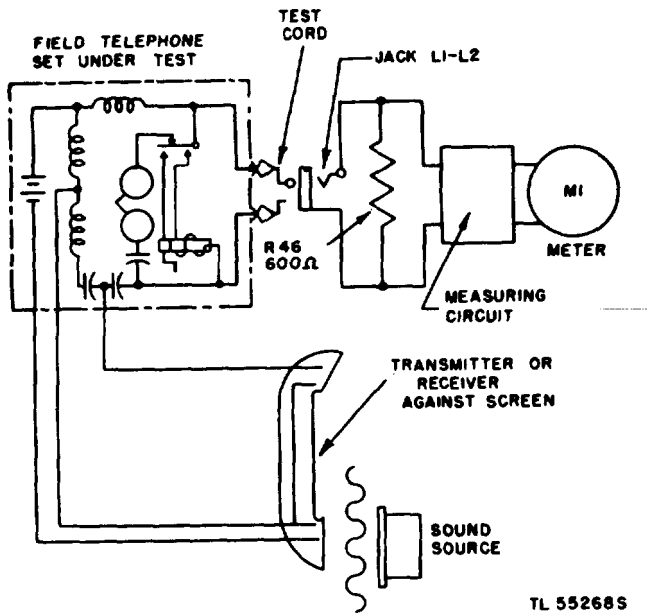 FIELD TELEPHONE
SET UNDER TEST
TEST
CORD
JACK L1-L2
R46
600Ω
M1
METER
MEASURING
CIRCUIT
TRANSMITTER OR
RECEIVER
AGAINST SCREEN
SOUND
SOURCE
TL 55268S